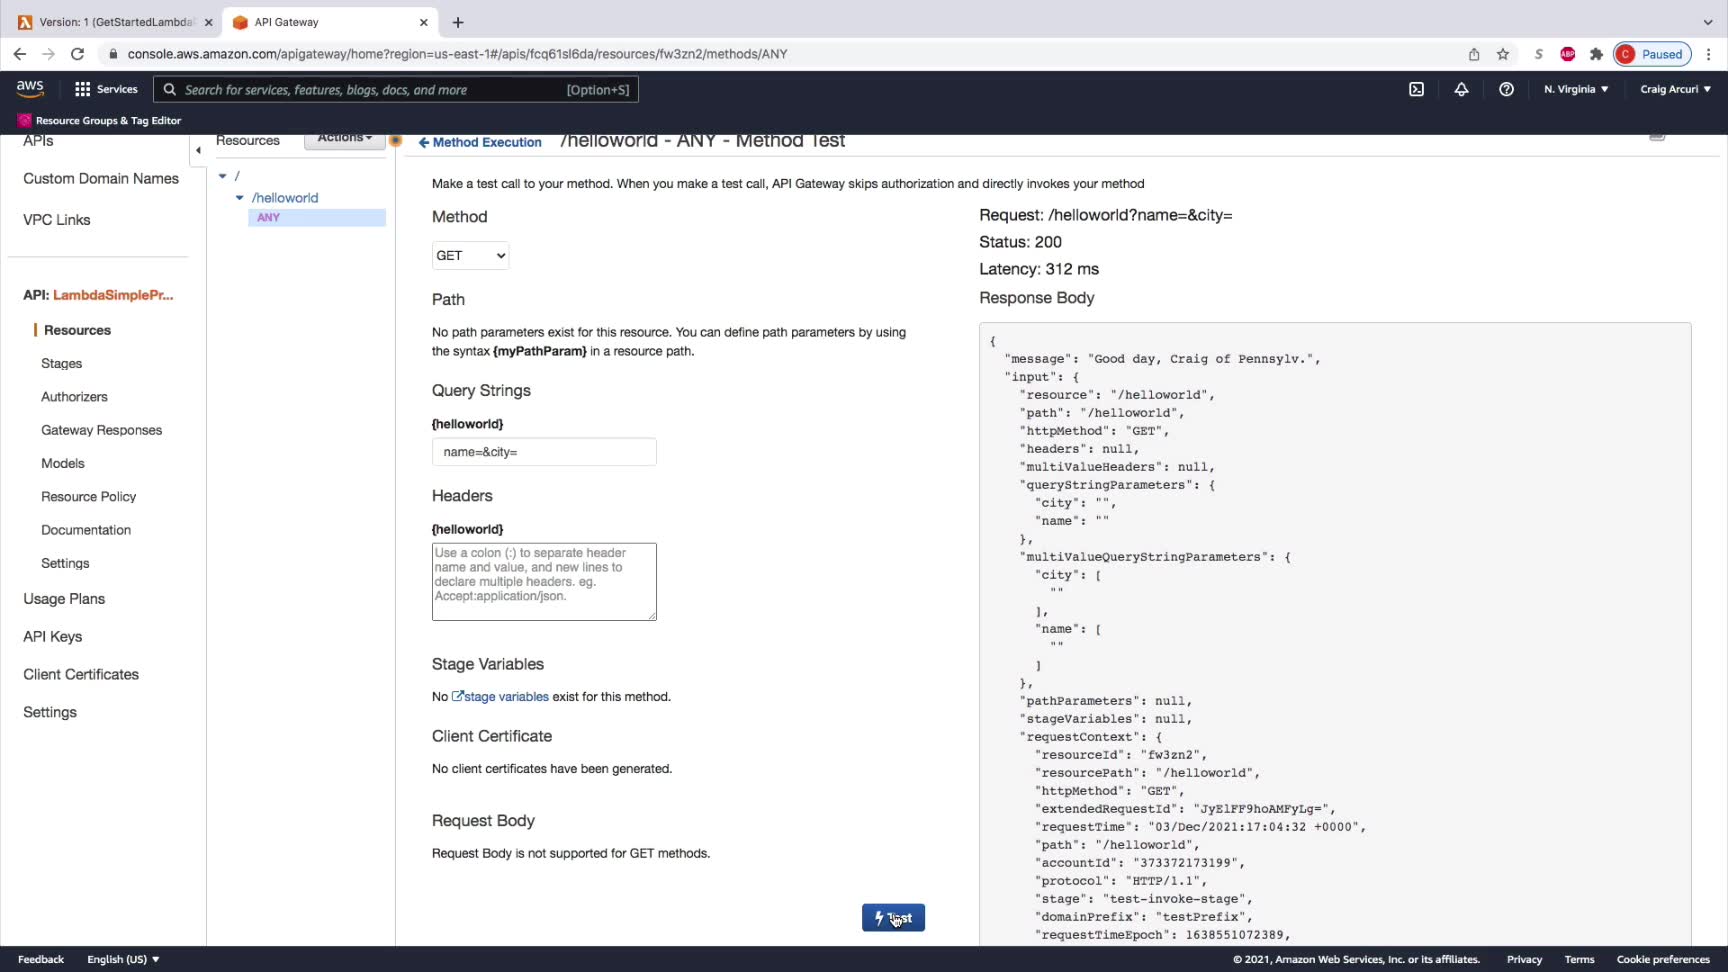 Version: 1 (GetStartedLambda
API Gateway
console.aws.amazon.com/apigateway/home?region=us-east-1#/apis/fcq61sl6da/resources/fw3zn2/methods/ANY
S
ABP
C Paused
aws
Services
Search for services, features, blogs, docs, and more
[Option+S]
N. Virginia
Craig Arcuri
Resource Groups & Tag Editor
APIs
Custom Domain Names
VPC Links
API: LambdaSimplePr...
Resources
Stages
Authorizers
Gateway Responses
Models
Resource Policy
Documentation
Settings
Usage Plans
API Keys
Client Certificates
Settings
Resources
Actions
/
/helloworld
ANY
Method Execution
/helloworld - ANY - Method Test
Make a test call to your method. When you make a test call, API Gateway skips authorization and directly invokes your method
Method
GET
Path
No path parameters exist for this resource. You can define path parameters by using
the syntax {myPathParam} in a resource path.
Query Strings
{helloworld}
name=&city=
Headers
{helloworld}
Use a colon (:) to separate header
name and value, and new lines to
declare multiple headers. eg.
Accept:application/json.
Stage Variables
No stage variables exist for this method.
Client Certificate
No client certificates have been generated.
Request Body
Request Body is not supported for GET methods.
Test
Request: /helloworld?name=&city=
Status: 200
Latency: 312 ms
Response Body
{
"message": "Good day, Craig of Pennsylv.",
"input": {
"resource": "/helloworld",
"path": "/helloworld",
"httpMethod": "GET",
"headers": null,
"multiValueHeaders": null,
"queryStringParameters": {
"city": "",
"name": ""
},
"multiValueQueryStringParameters": {
"city": [
""
],
"name": [
""
]
},
"pathParameters": null,
"stageVariables": null,
"requestContext": {
"resourceId": "fw3zn2",
"resourcePath": "/helloworld",
"httpMethod": "GET",
"extendedRequestId": "JyElFF9hoAMFyLg=",
"requestTime": "03/Dec/2021:17:04:32 +0000",
"path": "/helloworld",
"accountId": "373372173199",
"protocol": "HTTP/1.1",
"stage": "test-invoke-stage",
"domainPrefix": "testPrefix",
"requestTimeEpoch": 1638551072389,
Feedback
English (US)
© 2021, Amazon Web Services, Inc. or its affiliates.
Privacy
Terms
Cookie preferences